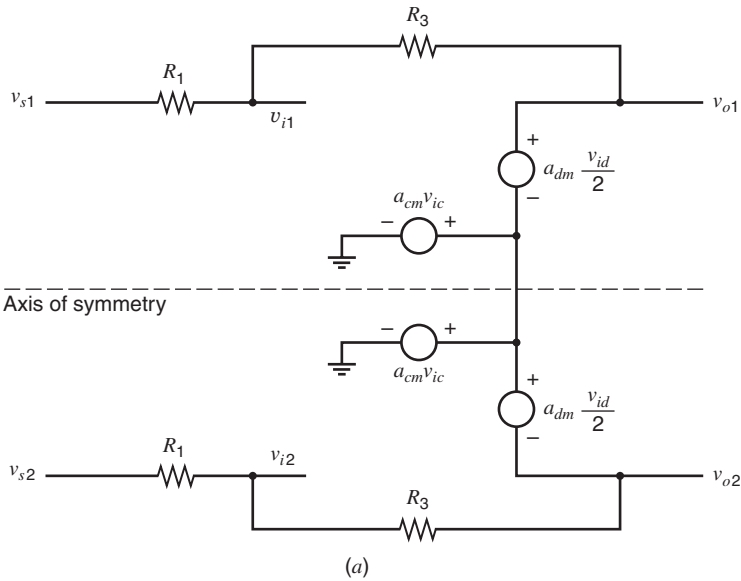 R3
R1
vs1
vi1
vo1
+
adm vid/2
−
acmvic
− +
Axis of symmetry
− +
acmvic
+
adm vid/2
−
R1
vs2
vi2
vo2
R3
(a)